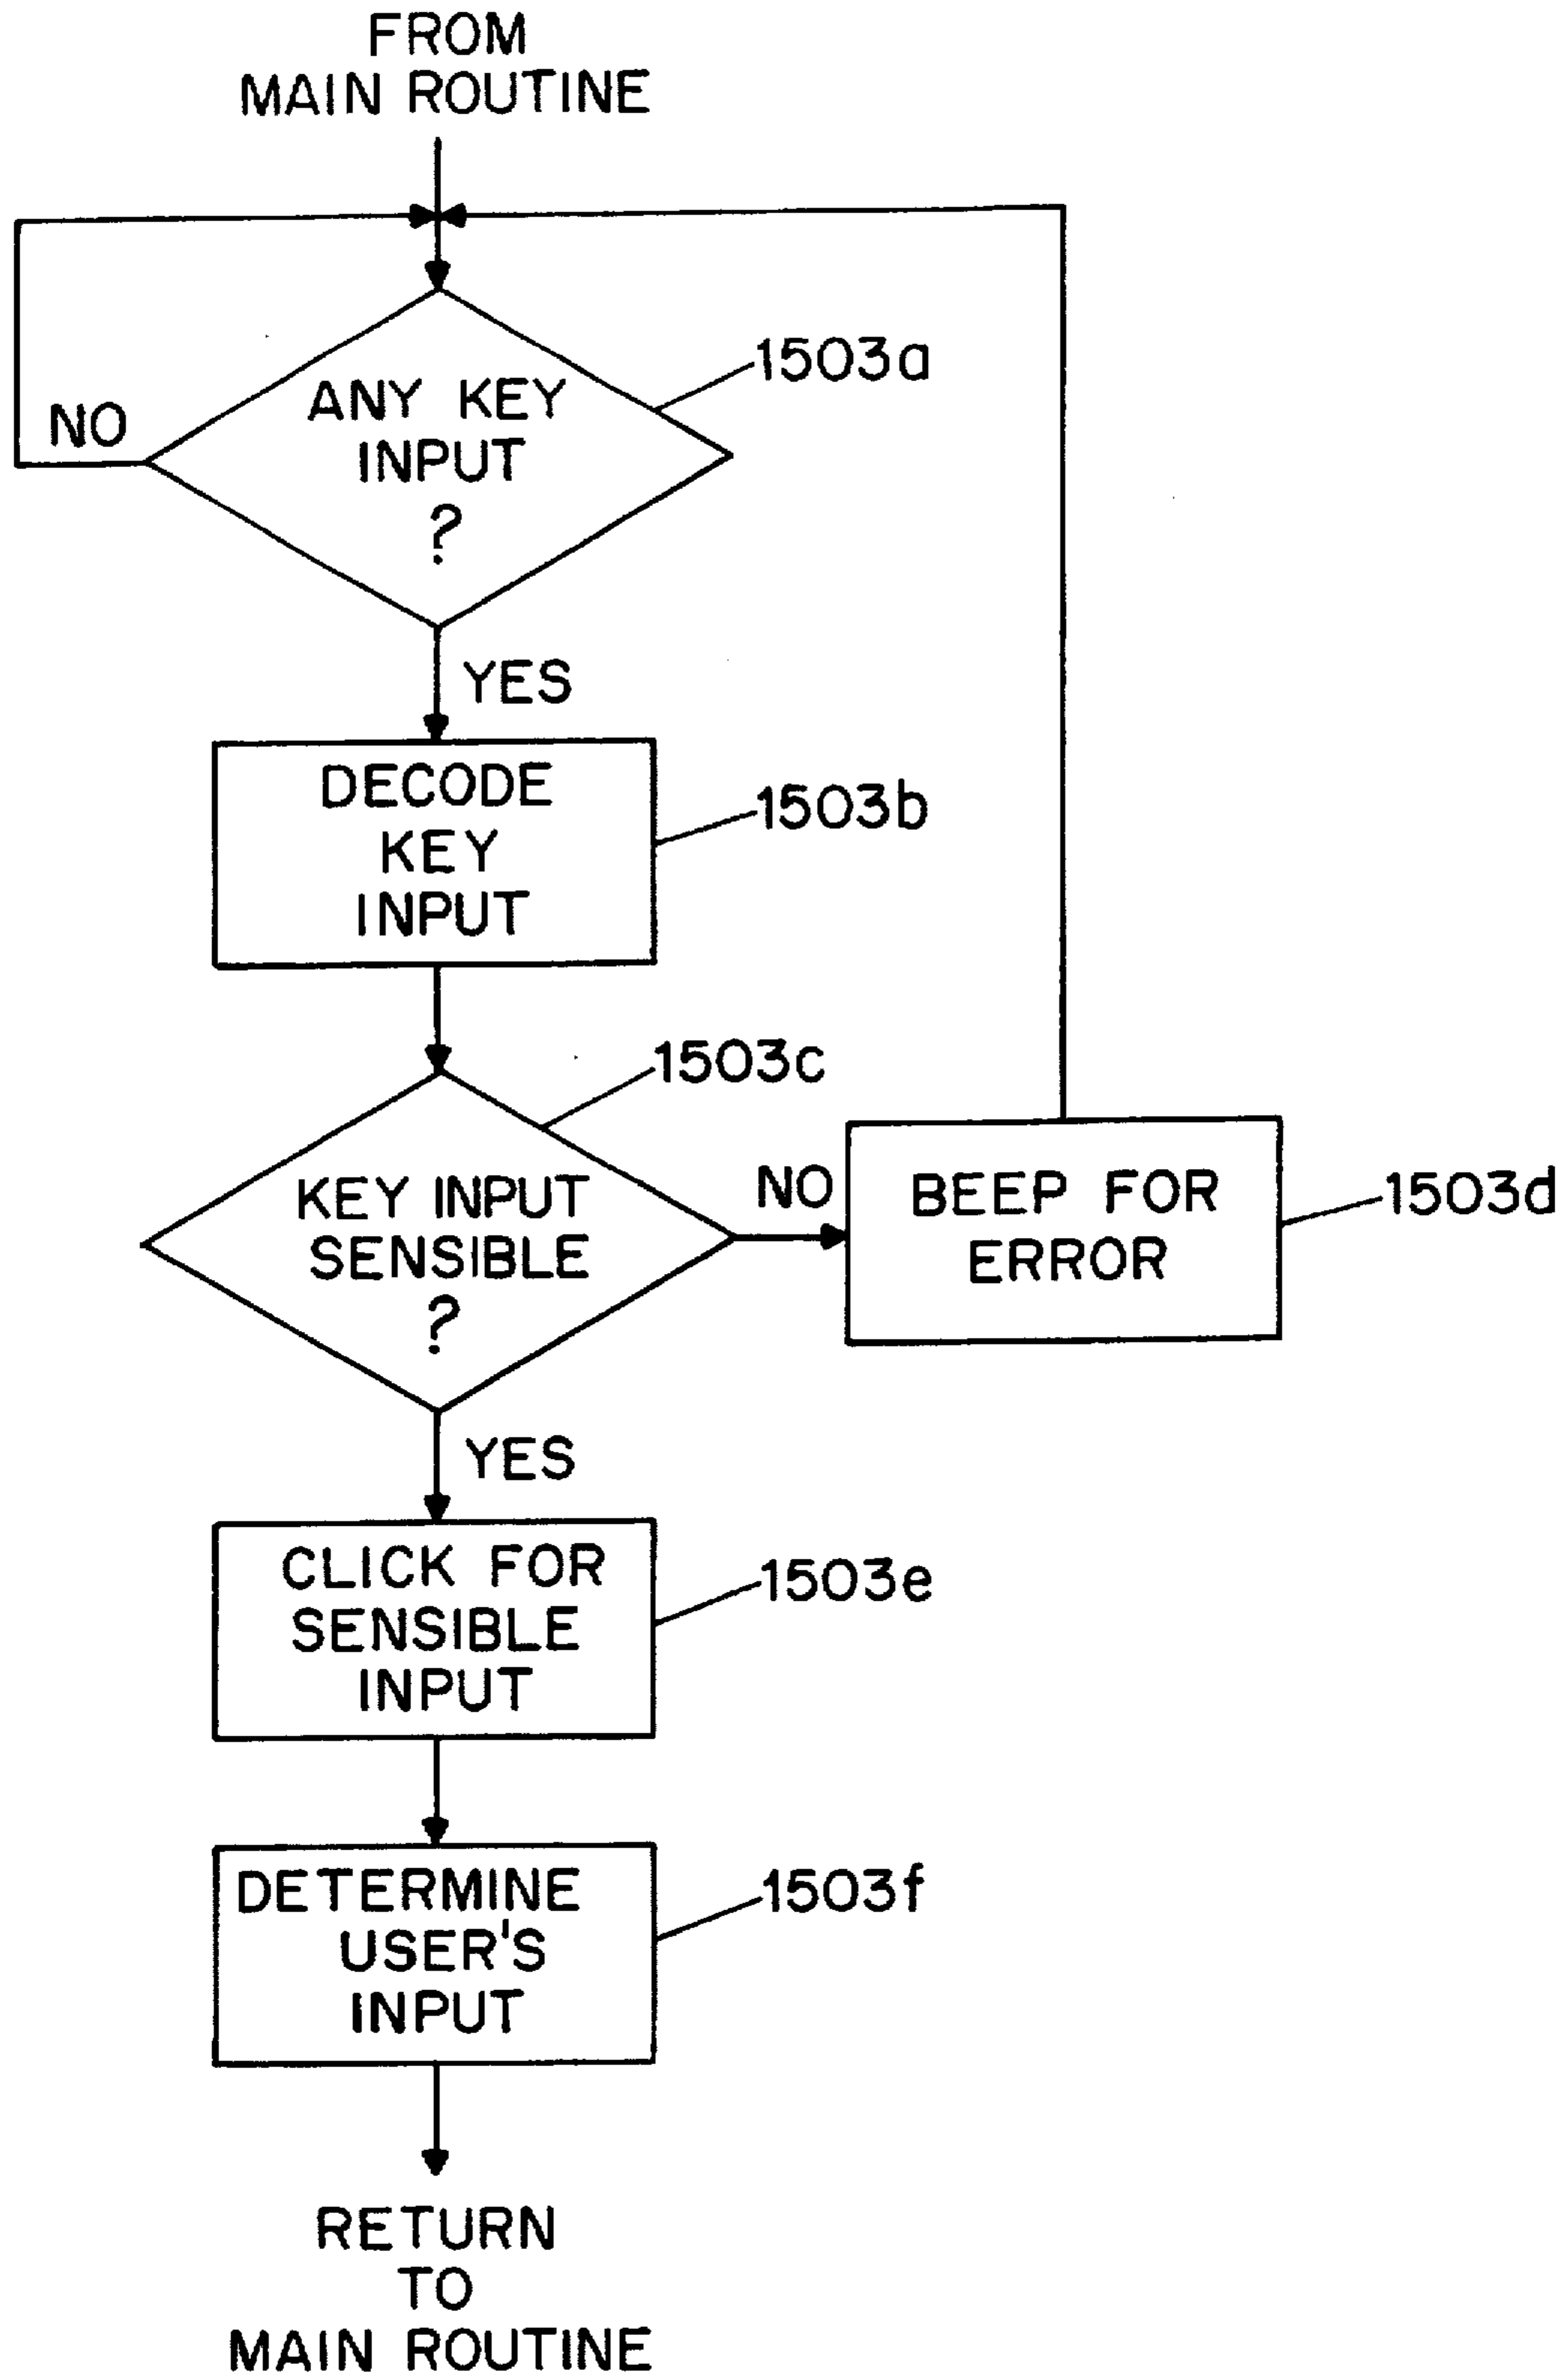 FROM
MAIN ROUTINE
1503a
ANY KEY
INPUT
?
NO
YES
DECODE
KEY
INPUT
1503b
1503c
KEY INPUT
SENSIBLE
?
NO
BEEP FOR
ERROR
1503d
YES
CLICK FOR
SENSIBLE
INPUT
1503e
DETERMINE
USER'S
INPUT
1503f
RETURN
TO
MAIN ROUTINE